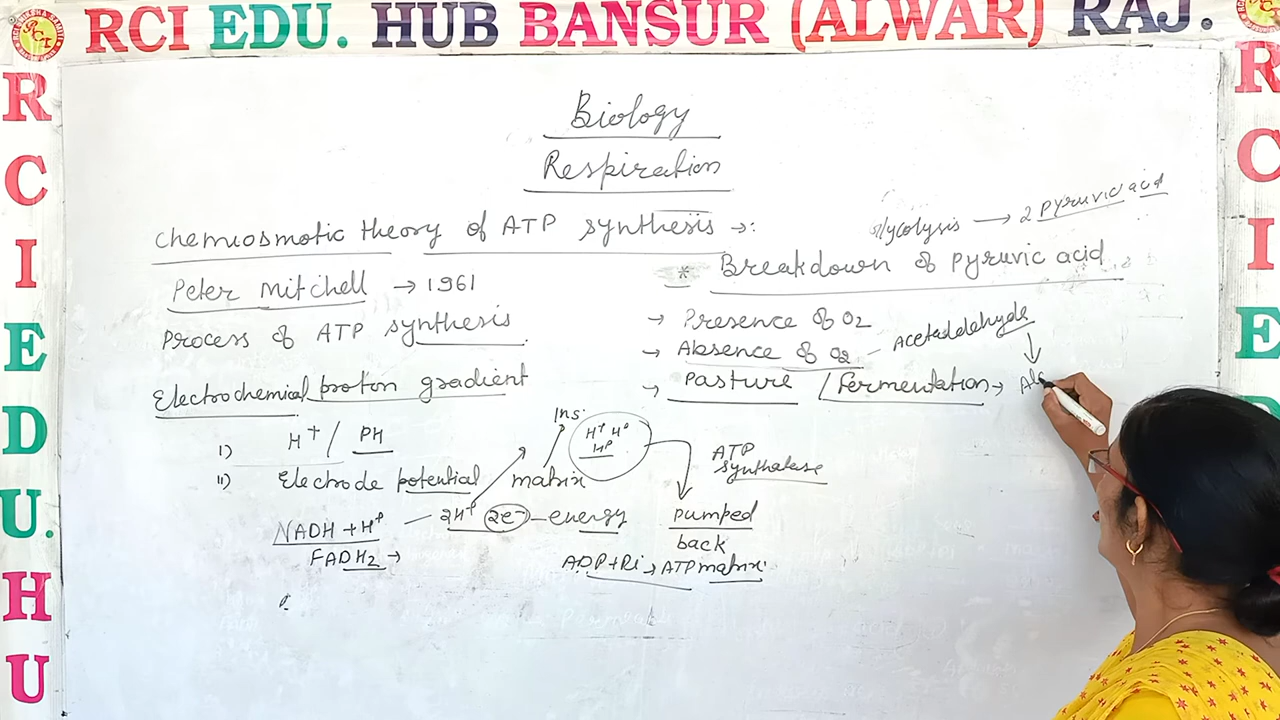 RCI EDU. HUB BANSUR (ALWAR) RAJ.
R
C
I
E
D
U.
H
U
R
C
I
E
Biology
Respiration
Chemiosmotic theory of ATP synthesis →:
Peter Mitchell → 1961
Process of ATP synthesis.
Electrochemical proton gradient
i) H+ / PH
ii) Electrode potential matrix
Ins.
H+ H+
H+
NADH + H+ — 2H+ 2e- – energy
FADH2 →
ATP
synthatese
Pumped
back
ADP+Pi → ATP matrix.
Glycolysis → 2 Pyruvic acid
* Breakdown of Pyruvic acid
→ Presence of O2
→ Absence of O2 – Acetadeldehyde
→ Pasture / Fermentation → Alc